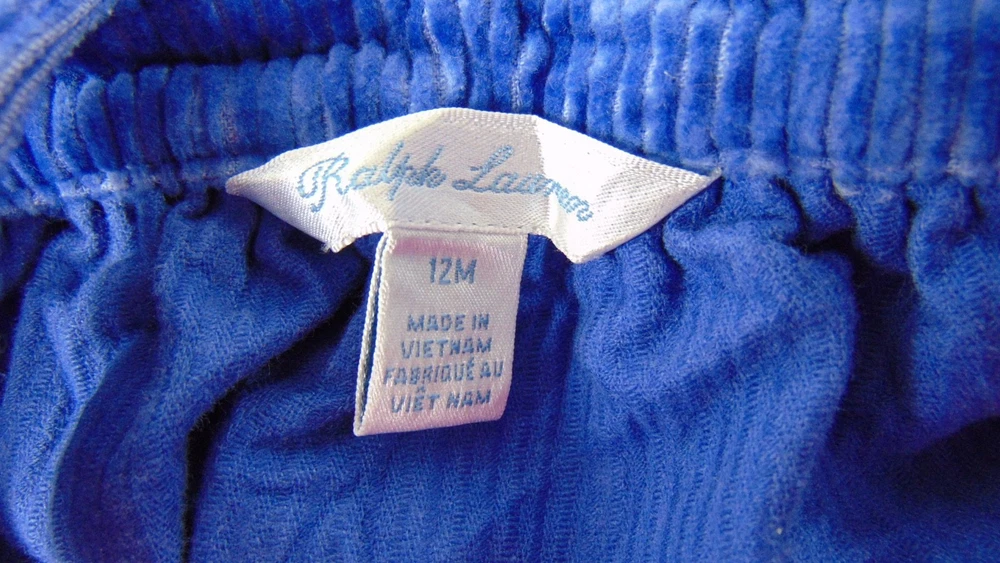 Ralph Lauren
12M
MADE IN
VIETNAM
FABRIQUÉ AU
VIÊT NAM